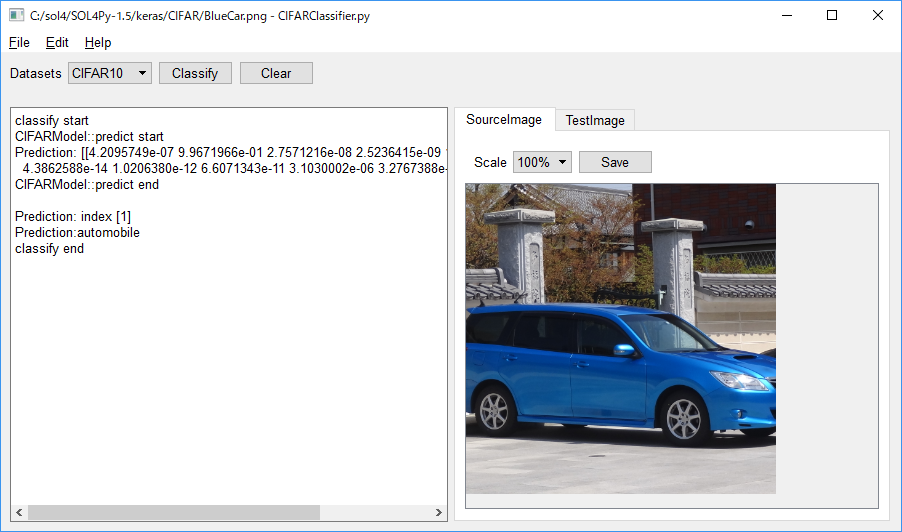 C:/sol4/SOL4Py-1.5/keras/CIFAR/BlueCar.png - CIFARClassifier.py
File Edit Help
Datasets CIFAR10 Classify Clear
classify start
CIFARModel::predict start
Prediction: [[4.2095749e-07 9.9671966e-01 2.7571216e-08 2.5236415e-09
4.3862588e-14 1.0206380e-12 6.6071343e-11 3.1030002e-06 3.2767388e-
CIFARModel::predict end
Prediction: index [1]
Prediction:automobile
classify end
SourceImage TestImage
Scale 100% Save